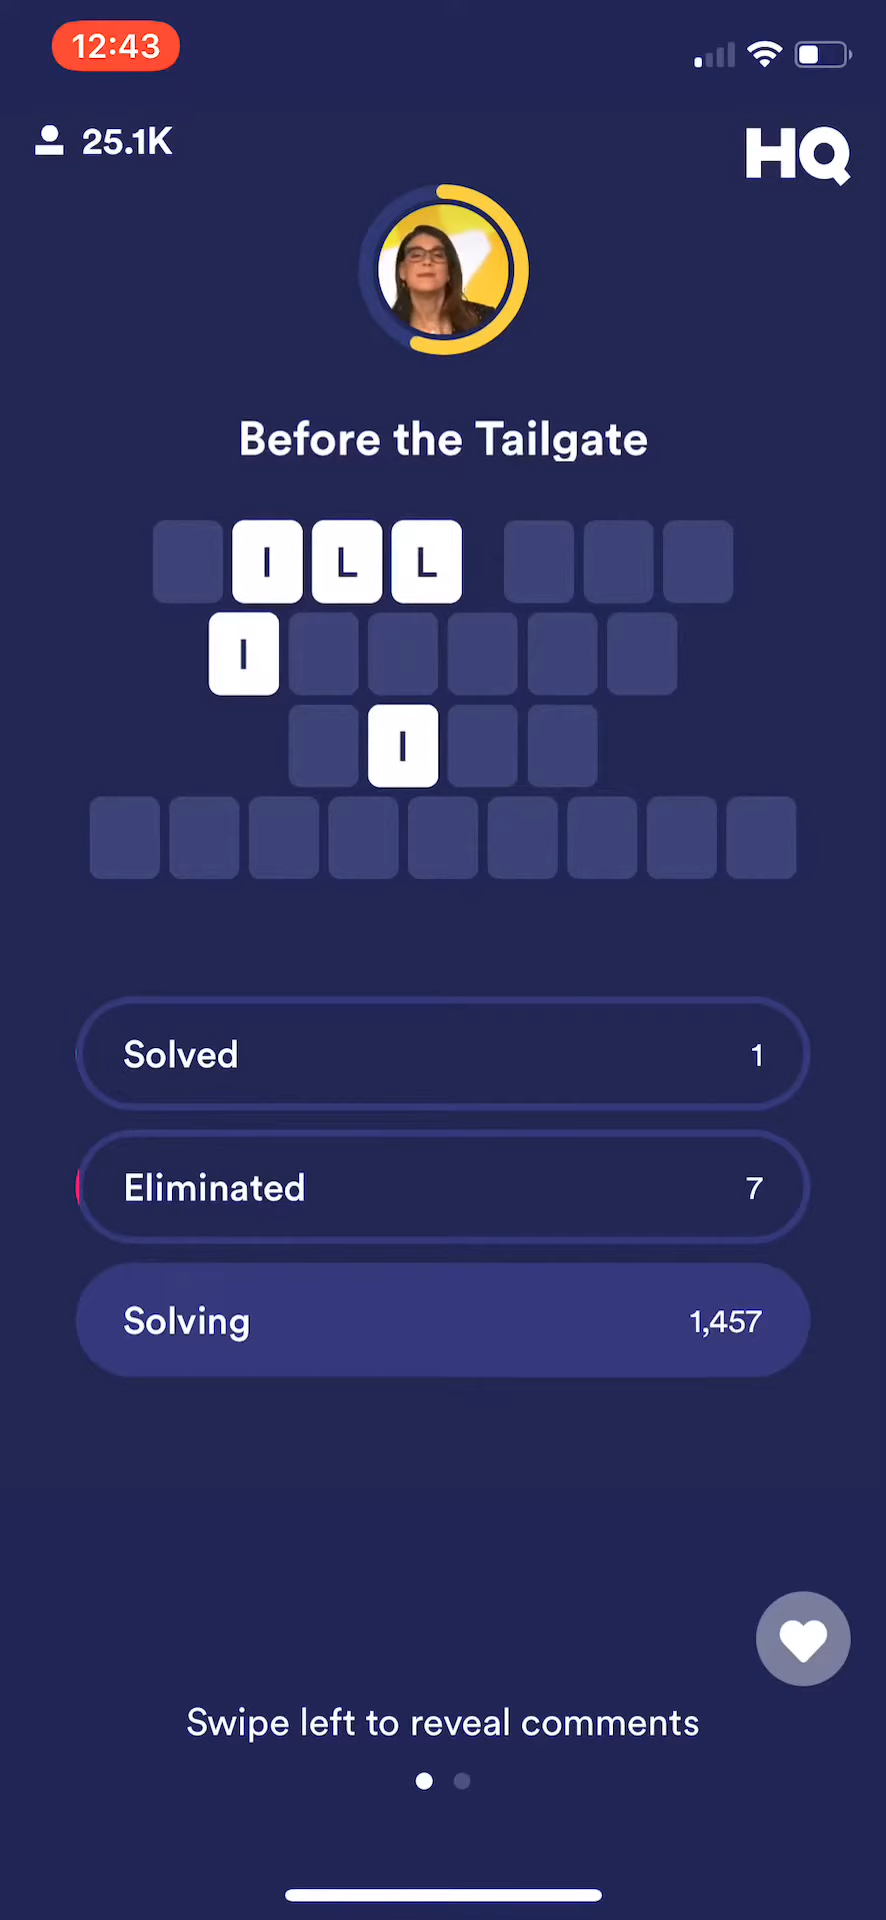 12:43
25.1K
HQ
Before the Tailgate
I L L
I
I
Solved 1
Eliminated 7
Solving 1,457
Swipe left to reveal comments